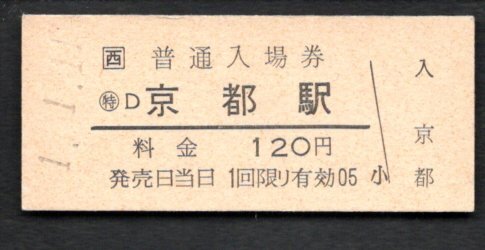 西 普通入場券
特 D 京都駅
料金 120円
発売日当日 1回限り有効05
小
入 京都